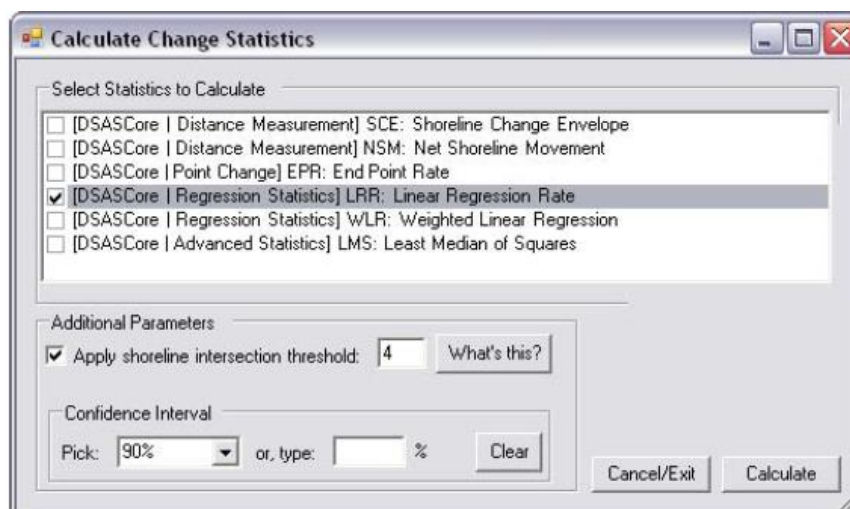 Calculate Change Statistics
Select Statistics to Calculate
[DSASCore | Distance Measurement] SCE: Shoreline Change Envelope
[DSASCore | Distance Measurement] NSM: Net Shoreline Movement
[DSASCore | Point Change] EPR: End Point Rate
[DSASCore | Regression Statistics] LRR: Linear Regression Rate
[DSASCore | Regression Statistics] WLR: Weighted Linear Regression
[DSASCore | Advanced Statistics] LMS: Least Median of Squares
Additional Parameters
Apply shoreline intersection threshold: 4 What's this?
Confidence Interval
Pick: 90% or, type: % Clear
Cancel/Exit Calculate